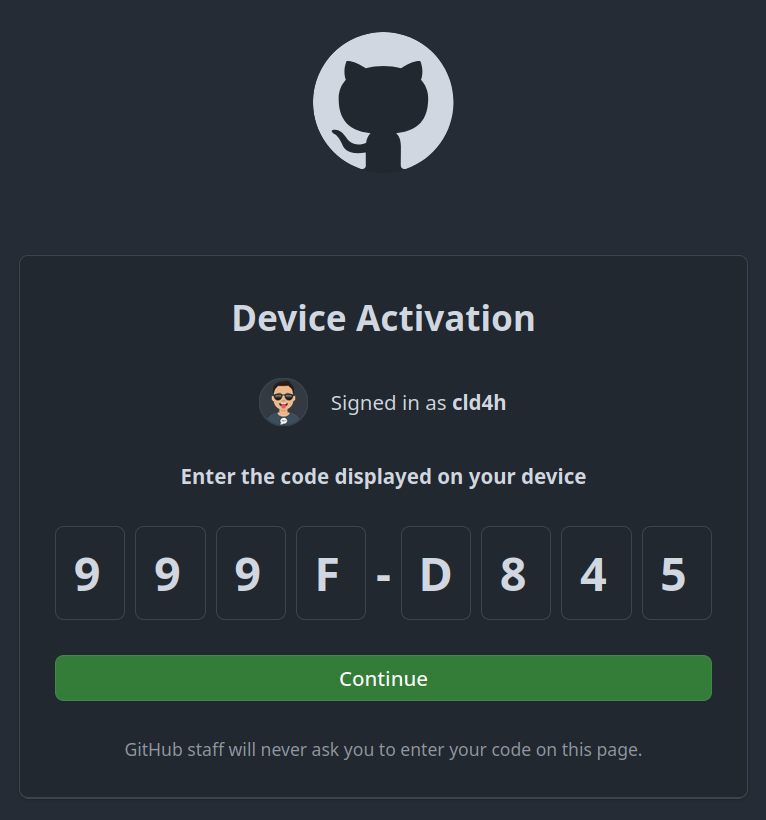 Device Activation
Signed in as cld4h
Enter the code displayed on your device
9 9 9 F - D 8 4 5
Continue
GitHub staff will never ask you to enter your code on this page.